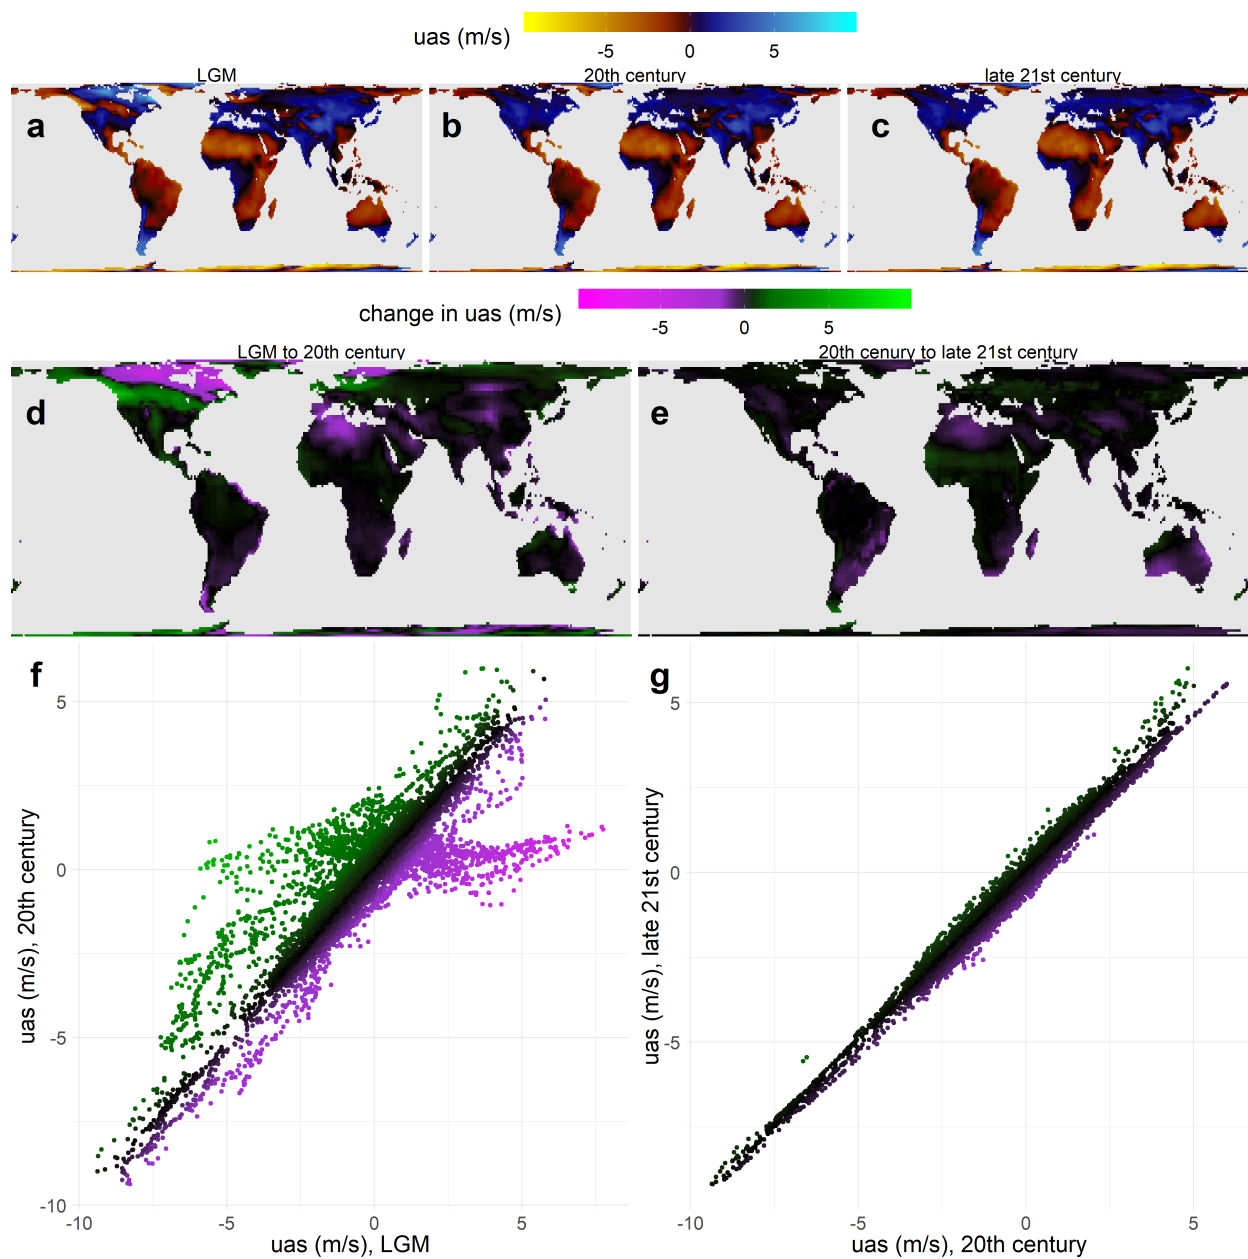 uas (m/s)
-5 0 5
LGM
20th century
late 21st century
a
b
c
change in uas (m/s)
-5 0 5
LGM to 20th century
20th cenury to late 21st century
d
e
f
g
5
0
-5
-10
uas (m/s), 20th century
-10 -5 0 5
uas (m/s), LGM
5
0
-5
uas (m/s), late 21st century
-10 -5 0 5
uas (m/s), 20th century